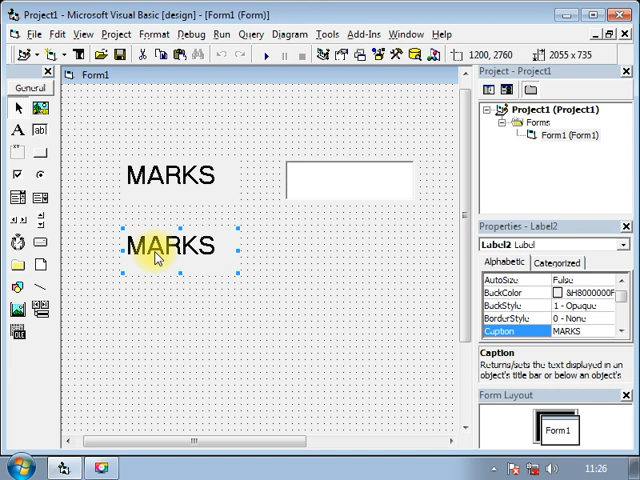 Project1 - Microsoft Visual Basic [design] - [Form1 (Form)]
File Edit View Project Format Debug Run Query Diagram Tools Add-Ins Window Help
1200, 2760 2055 x 735
General
A ab|
OLE
Form1
MARKS
MARKS
Project - Project1
Project1 (Project1)
Forms
Form1 (Form1)
Properties - Label2
Label2 Label
Alphabetic Categorized
AutoSize False
BackColor &H8000000F
BackStyle 1 - Opaque
BorderStyle 0 - None
Caption MARKS
Caption
Returns/sets the text displayed in an object's title bar or below an object's
Form Layout
Form1
11:26